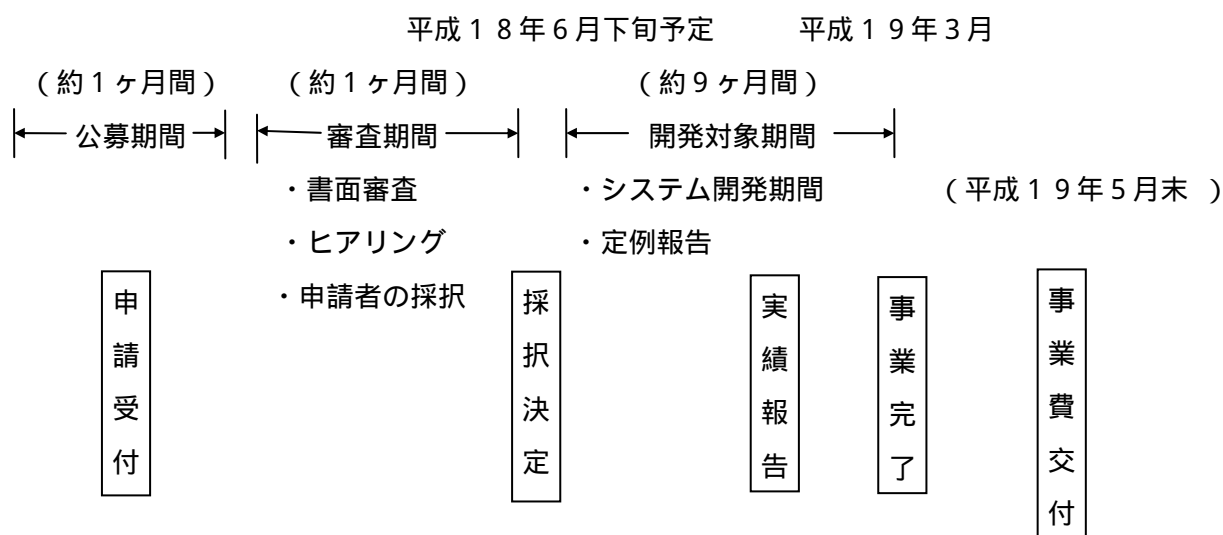 平成１８年６月下旬予定　平成１９年３月
（約１ヶ月間）　（約１ヶ月間）　（約９ヶ月間）
公募期間　審査期間　開発対象期間
・書面審査　・システム開発期間　（平成１９年５月末　）
・ヒアリング　・定例報告
・申請者の採択
申請受付
採択決定
実績報告
事業完了
事業費交付